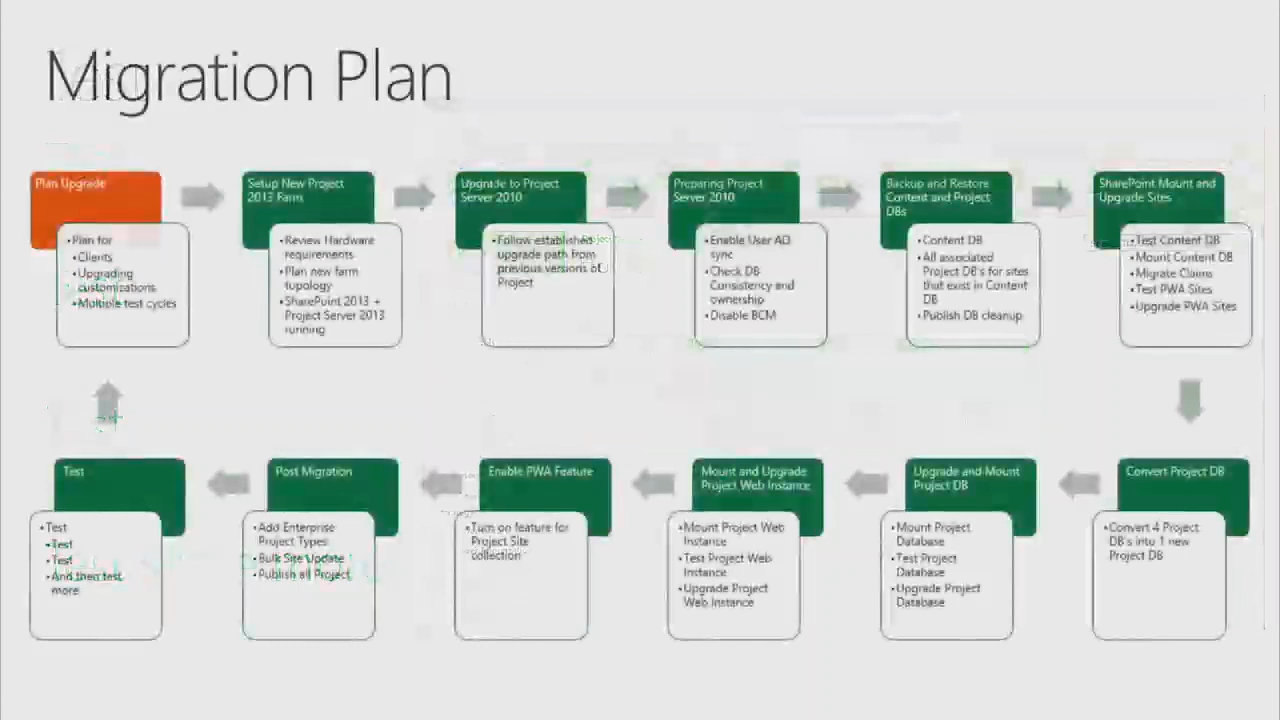 Migration Plan
Plan Upgrade
•Plan for
•Clients
•Upgrading
customizations
•Multiple test cycles
Setup New Project
2013 Farm
•Review Hardware
requirements
•Plan new farm
topology
•SharePoint 2013 +
Project Server 2013
running
Upgrade to Project
Server 2010
•Follow established
upgrade path from
previous versions of
Project
Preparing Project
Server 2010
•Enable User AD
sync
•Check DB
Consistency and
ownership
•Disable BCM
Backup and Restore
Content and Project
DBs
•Content DB
•All associated
Project DB's for sites
that exist in Content
DB
•Publish DB cleanup
SharePoint Mount and
Upgrade Sites
•Test Content DB
•Mount Content DB
•Migrate Claims
•Test PWA Sites
•Upgrade PWA Sites
Convert Project DB
•Convert 4 Project
DB's into 1 new
Project DB
Upgrade and Mount
Project DB
•Mount Project
Database
•Test Project
Database
•Upgrade Project
Database
Mount and Upgrade
Project Web Instance
•Mount Project Web
Instance
•Test Project Web
Instance
•Upgrade Project
Web Instance
Enable PWA Feature
•Turn on feature for
Project Site
collection
Post Migration
•Add Enterprise
Project Types
•Bulk Site Update
•Publish all Project
Test
•Test
•Test
•Test
•And then test
more